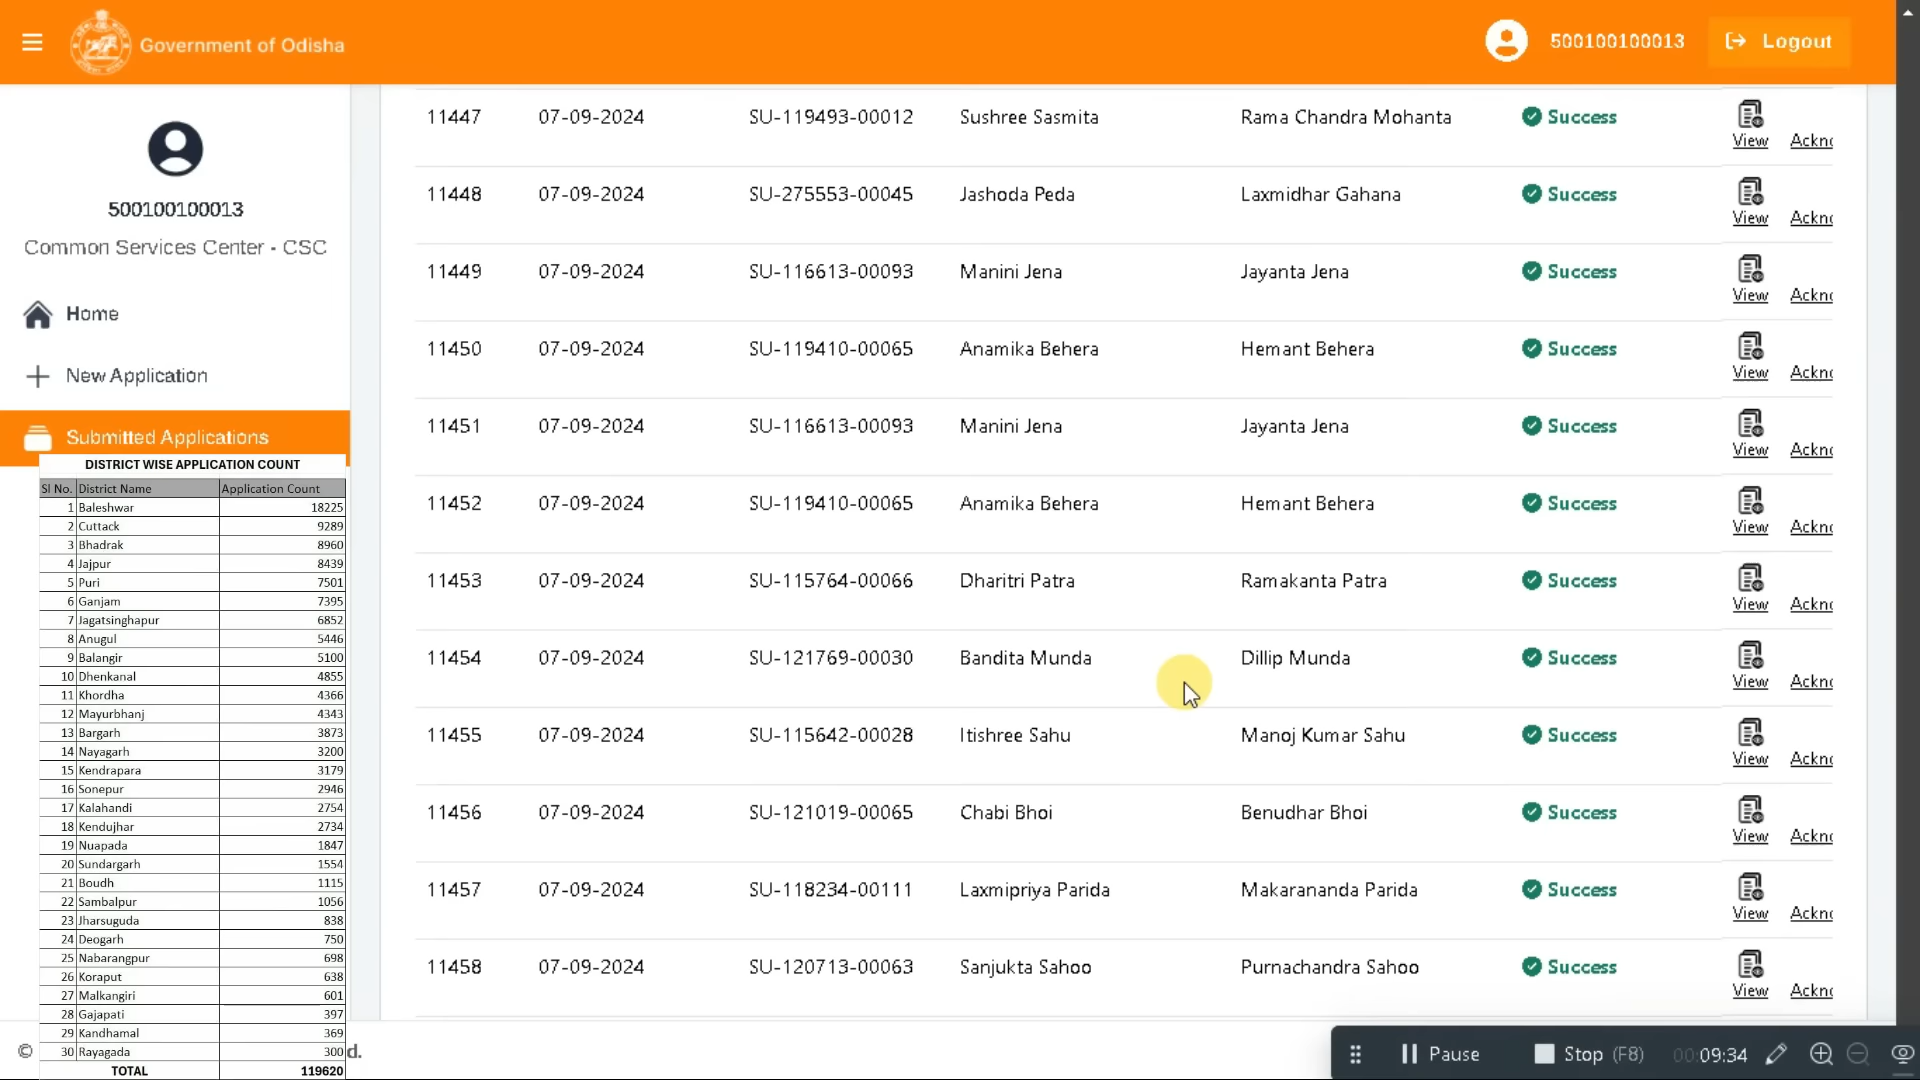 Government of Odisha
500100100013
Logout
500100100013
Common Services Center - CSC
Home
New Application
Submitted Applications
DISTRICT WISE APPLICATION COUNT
Sl No. District Name Application Count
1 Baleshwar 18225
2 Cuttack 9289
3 Bhadrak 8960
4 Jajpur 8439
5 Puri 7501
6 Ganjam 7395
7 Jagatsinghapur 6852
8 Anugul 5446
9 Balangir 5100
10 Dhenkanal 4855
11 Khordha 4366
12 Mayurbhanj 4343
13 Bargarh 3873
14 Nayagarh 3200
15 Kendrapara 3179
16 Sonepur 2946
17 Kalahandi 2754
18 Kendujhar 2734
19 Nuapada 1847
20 Sundargarh 1554
21 Boudh 1115
22 Sambalpur 1056
23 Jharsuguda 838
24 Deogarh 750
25 Nabarangpur 698
26 Koraput 638
27 Malkangiri 601
28 Gajapati 397
29 Kandhamal 369
30 Rayagada 300
TOTAL 119620
© d.
11447 07-09-2024 SU-119493-00012 Sushree Sasmita Rama Chandra Mohanta Success
View Ackno
11448 07-09-2024 SU-275553-00045 Jashoda Peda Laxmidhar Gahana Success
View Ackno
11449 07-09-2024 SU-116613-00093 Manini Jena Jayanta Jena Success
View Ackno
11450 07-09-2024 SU-119410-00065 Anamika Behera Hemant Behera Success
View Ackno
11451 07-09-2024 SU-116613-00093 Manini Jena Jayanta Jena Success
View Ackno
11452 07-09-2024 SU-119410-00065 Anamika Behera Hemant Behera Success
View Ackno
11453 07-09-2024 SU-115764-00066 Dharitri Patra Ramakanta Patra Success
View Ackno
11454 07-09-2024 SU-121769-00030 Bandita Munda Dillip Munda Success
View Ackno
11455 07-09-2024 SU-115642-00028 Itishree Sahu Manoj Kumar Sahu Success
View Ackno
11456 07-09-2024 SU-121019-00065 Chabi Bhoi Benudhar Bhoi Success
View Ackno
11457 07-09-2024 SU-118234-00111 Laxmipriya Parida Makarananda Parida Success
View Ackno
11458 07-09-2024 SU-120713-00063 Sanjukta Sahoo Purnachandra Sahoo Success
View Ackno
Pause Stop (F8) 00:09:34